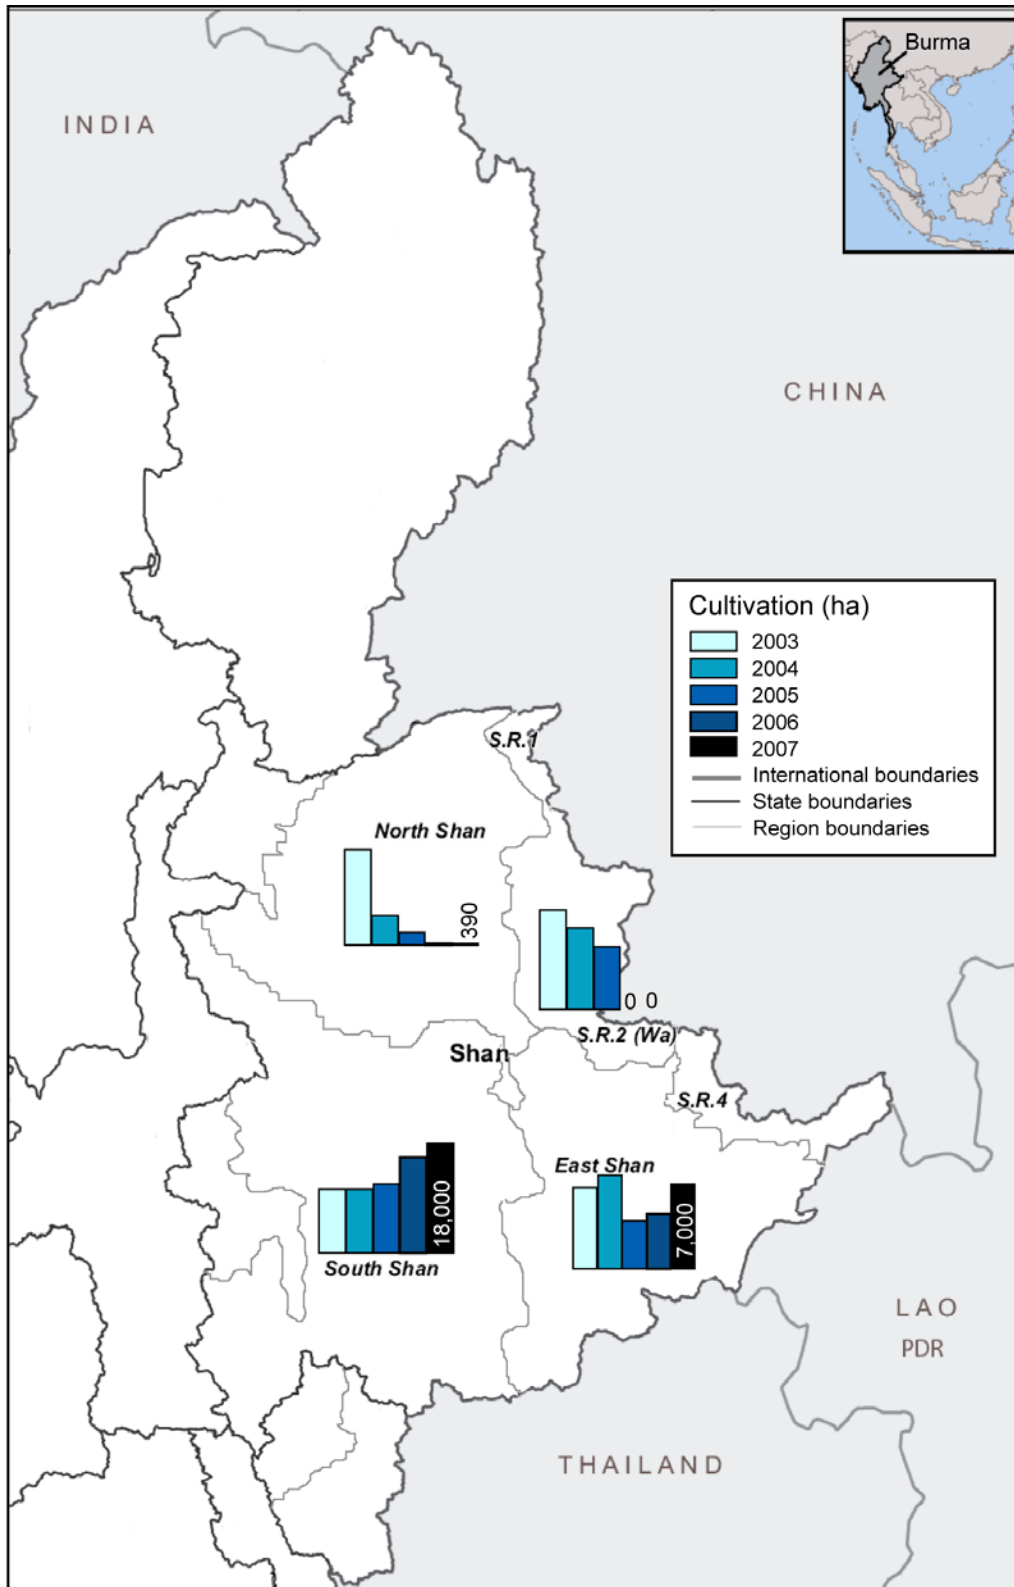 Burma
INDIA
CHINA
Cultivation (ha)
2003
2004
2005
2006
2007
International boundaries
State boundaries
Region boundaries
S.R.1
North Shan
390
0 0
S.R.2 (Wa)
Shan
S.R.4
East Shan
7,000
18,000
South Shan
LAO
PDR
THAILAND